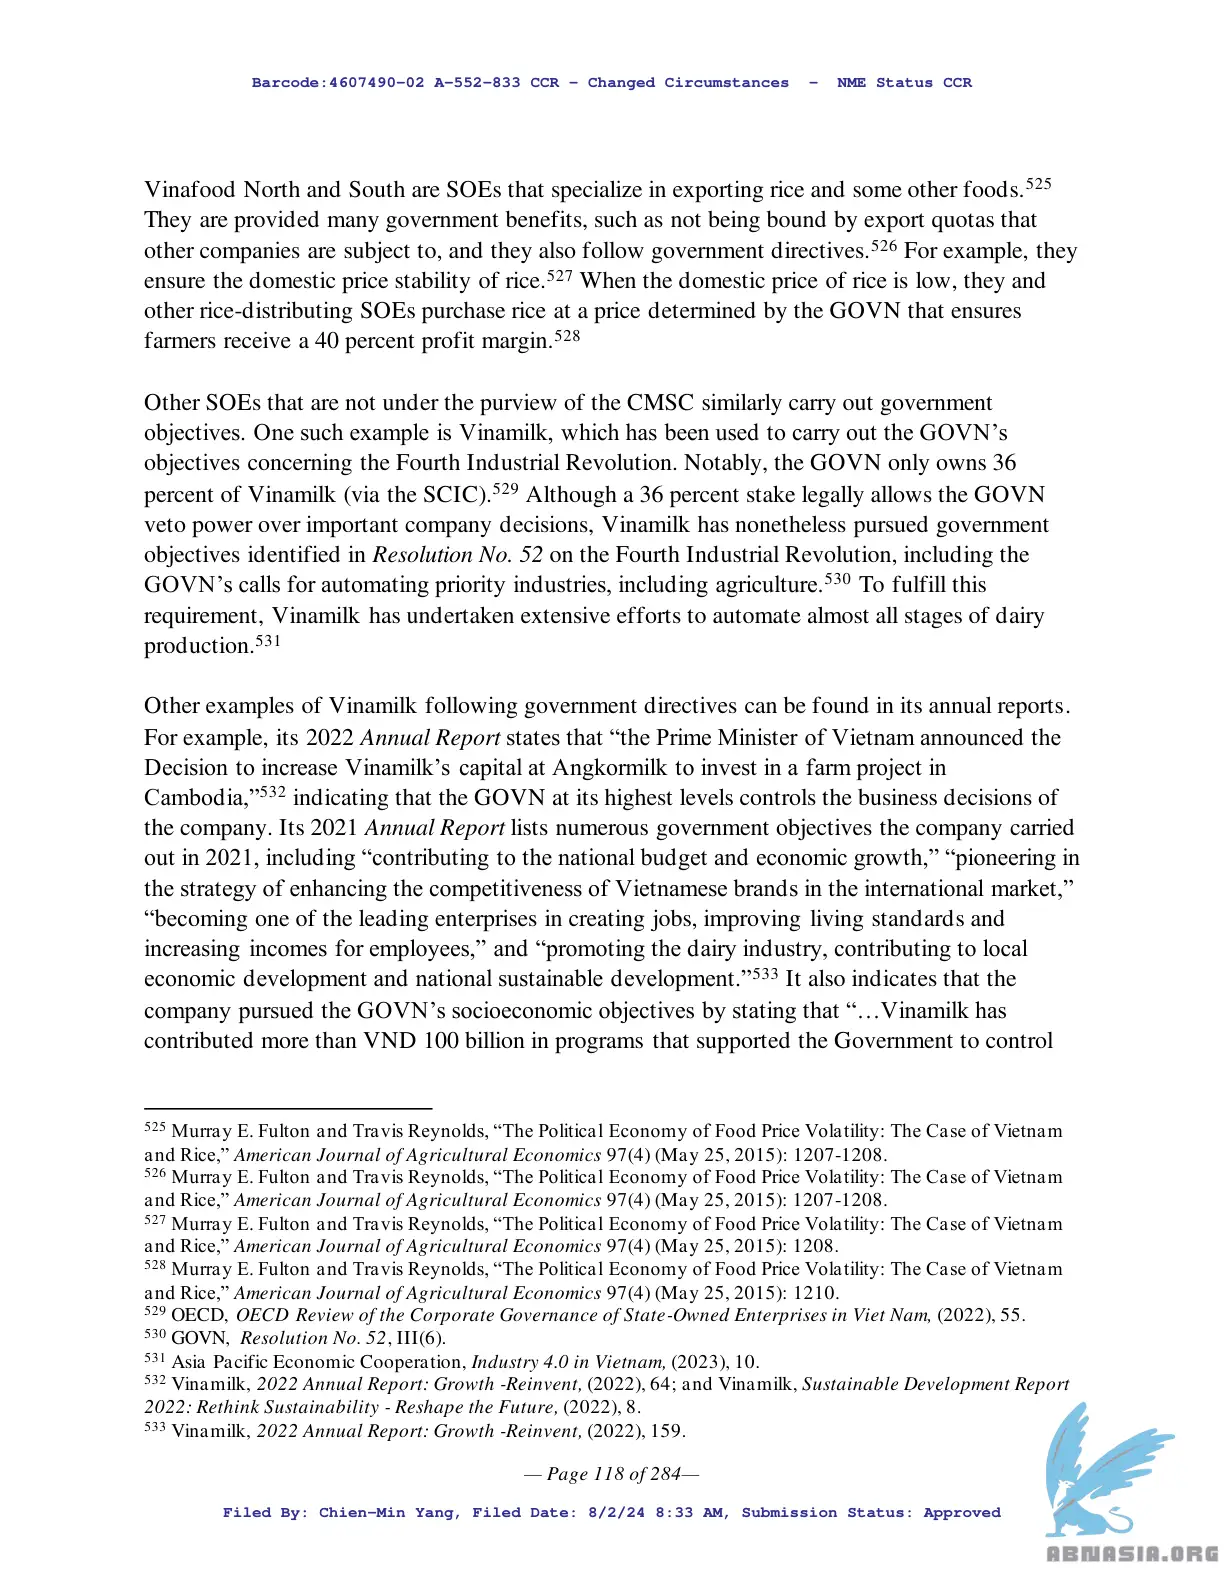 Barcode:4607490-02 A-552-833 CCR - Changed Circumstances - NME Status CCR
Vinafood North and South are SOEs that specialize in exporting rice and some other foods.525
They are provided many government benefits, such as not being bound by export quotas that
other companies are subject to, and they also follow government directives.526 For example, they
ensure the domestic price stability of rice.527 When the domestic price of rice is low, they and
other rice-distributing SOEs purchase rice at a price determined by the GOVN that ensures
farmers receive a 40 percent profit margin.528
Other SOEs that are not under the purview of the CMSC similarly carry out government
objectives. One such example is Vinamilk, which has been used to carry out the GOVN’s
objectives concerning the Fourth Industrial Revolution. Notably, the GOVN only owns 36
percent of Vinamilk (via the SCIC).529 Although a 36 percent stake legally allows the GOVN
veto power over important company decisions, Vinamilk has nonetheless pursued government
objectives identified in Resolution No. 52 on the Fourth Industrial Revolution, including the
GOVN’s calls for automating priority industries, including agriculture.530 To fulfill this
requirement, Vinamilk has undertaken extensive efforts to automate almost all stages of dairy
production.531
Other examples of Vinamilk following government directives can be found in its annual reports.
For example, its 2022 Annual Report states that “the Prime Minister of Vietnam announced the
Decision to increase Vinamilk’s capital at Angkormilk to invest in a farm project in
Cambodia,”532 indicating that the GOVN at its highest levels controls the business decisions of
the company. Its 2021 Annual Report lists numerous government objectives the company carried
out in 2021, including “contributing to the national budget and economic growth,” “pioneering in
the strategy of enhancing the competitiveness of Vietnamese brands in the international market,”
“becoming one of the leading enterprises in creating jobs, improving living standards and
increasing incomes for employees,” and “promoting the dairy industry, contributing to local
economic development and national sustainable development.”533 It also indicates that the
company pursued the GOVN’s socioeconomic objectives by stating that “…Vinamilk has
contributed more than VND 100 billion in programs that supported the Government to control
525 Murray E. Fulton and Travis Reynolds, “The Political Economy of Food Price Volatility: The Case of Vietnam
and Rice,” American Journal of Agricultural Economics 97(4) (May 25, 2015): 1207-1208.
526 Murray E. Fulton and Travis Reynolds, “The Political Economy of Food Price Volatility: The Case of Vietnam
and Rice,” American Journal of Agricultural Economics 97(4) (May 25, 2015): 1207-1208.
527 Murray E. Fulton and Travis Reynolds, “The Political Economy of Food Price Volatility: The Case of Vietnam
and Rice,” American Journal of Agricultural Economics 97(4) (May 25, 2015): 1208.
528 Murray E. Fulton and Travis Reynolds, “The Political Economy of Food Price Volatility: The Case of Vietnam
and Rice,” American Journal of Agricultural Economics 97(4) (May 25, 2015): 1210.
529 OECD, OECD Review of the Corporate Governance of State-Owned Enterprises in Viet Nam, (2022), 55.
530 GOVN, Resolution No. 52, III(6).
531 Asia Pacific Economic Cooperation, Industry 4.0 in Vietnam, (2023), 10.
532 Vinamilk, 2022 Annual Report: Growth -Reinvent, (2022), 64; and Vinamilk, Sustainable Development Report
2022: Rethink Sustainability - Reshape the Future, (2022), 8.
533 Vinamilk, 2022 Annual Report: Growth -Reinvent, (2022), 159.
— Page 118 of 284—
Filed By: Chien-Min Yang, Filed Date: 8/2/24 8:33 AM, Submission Status: Approved
ABNASIA.ORG